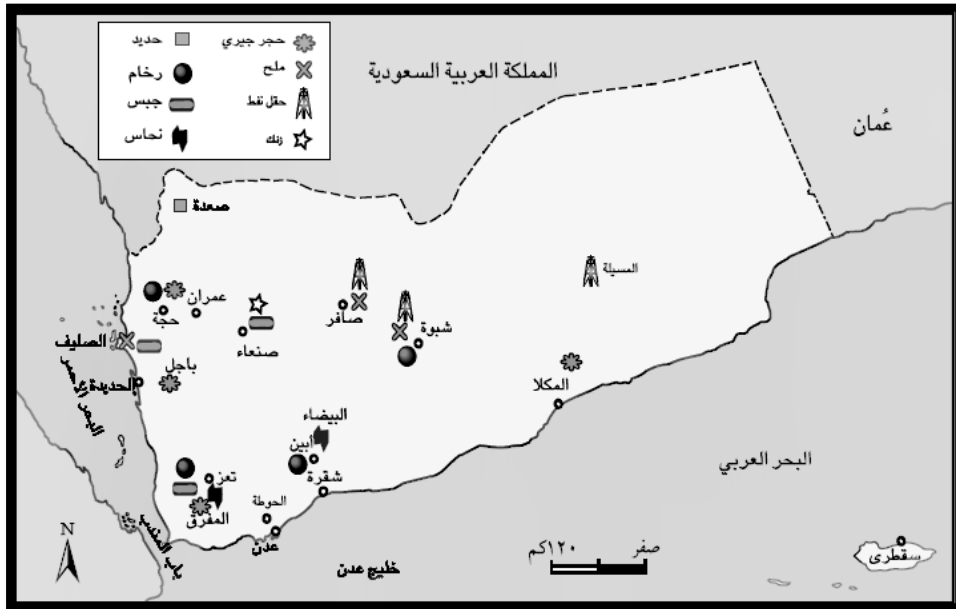 حديد
حجر جيري
رخام
ملح
جبس
حقل نفط
نحاس
زنك
المملكة العربية السعودية
عُمان
صعدة
عمران
حجة
صافر
شبوة
المسيلة
الصليف
صنعاء
باجل
الحديدة
المكلا
البحر الأحمر
البيضاء
أبين
تعز
شقرة
المفرق
الحوطة
عدن
البحر العربي
باب المندب
خليج عدن
صفر
١٢٠كم
سقطرى
N